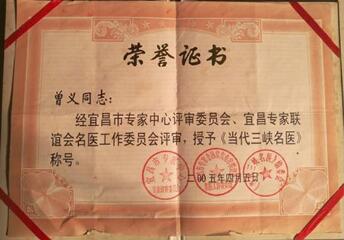 荣誉证书
曾义同志：
经宜昌市专家中心评审委员会、宜昌专家联
谊会名医工作委员会评审，授予《当代三峡名医》
称号。
二00五年四月五日